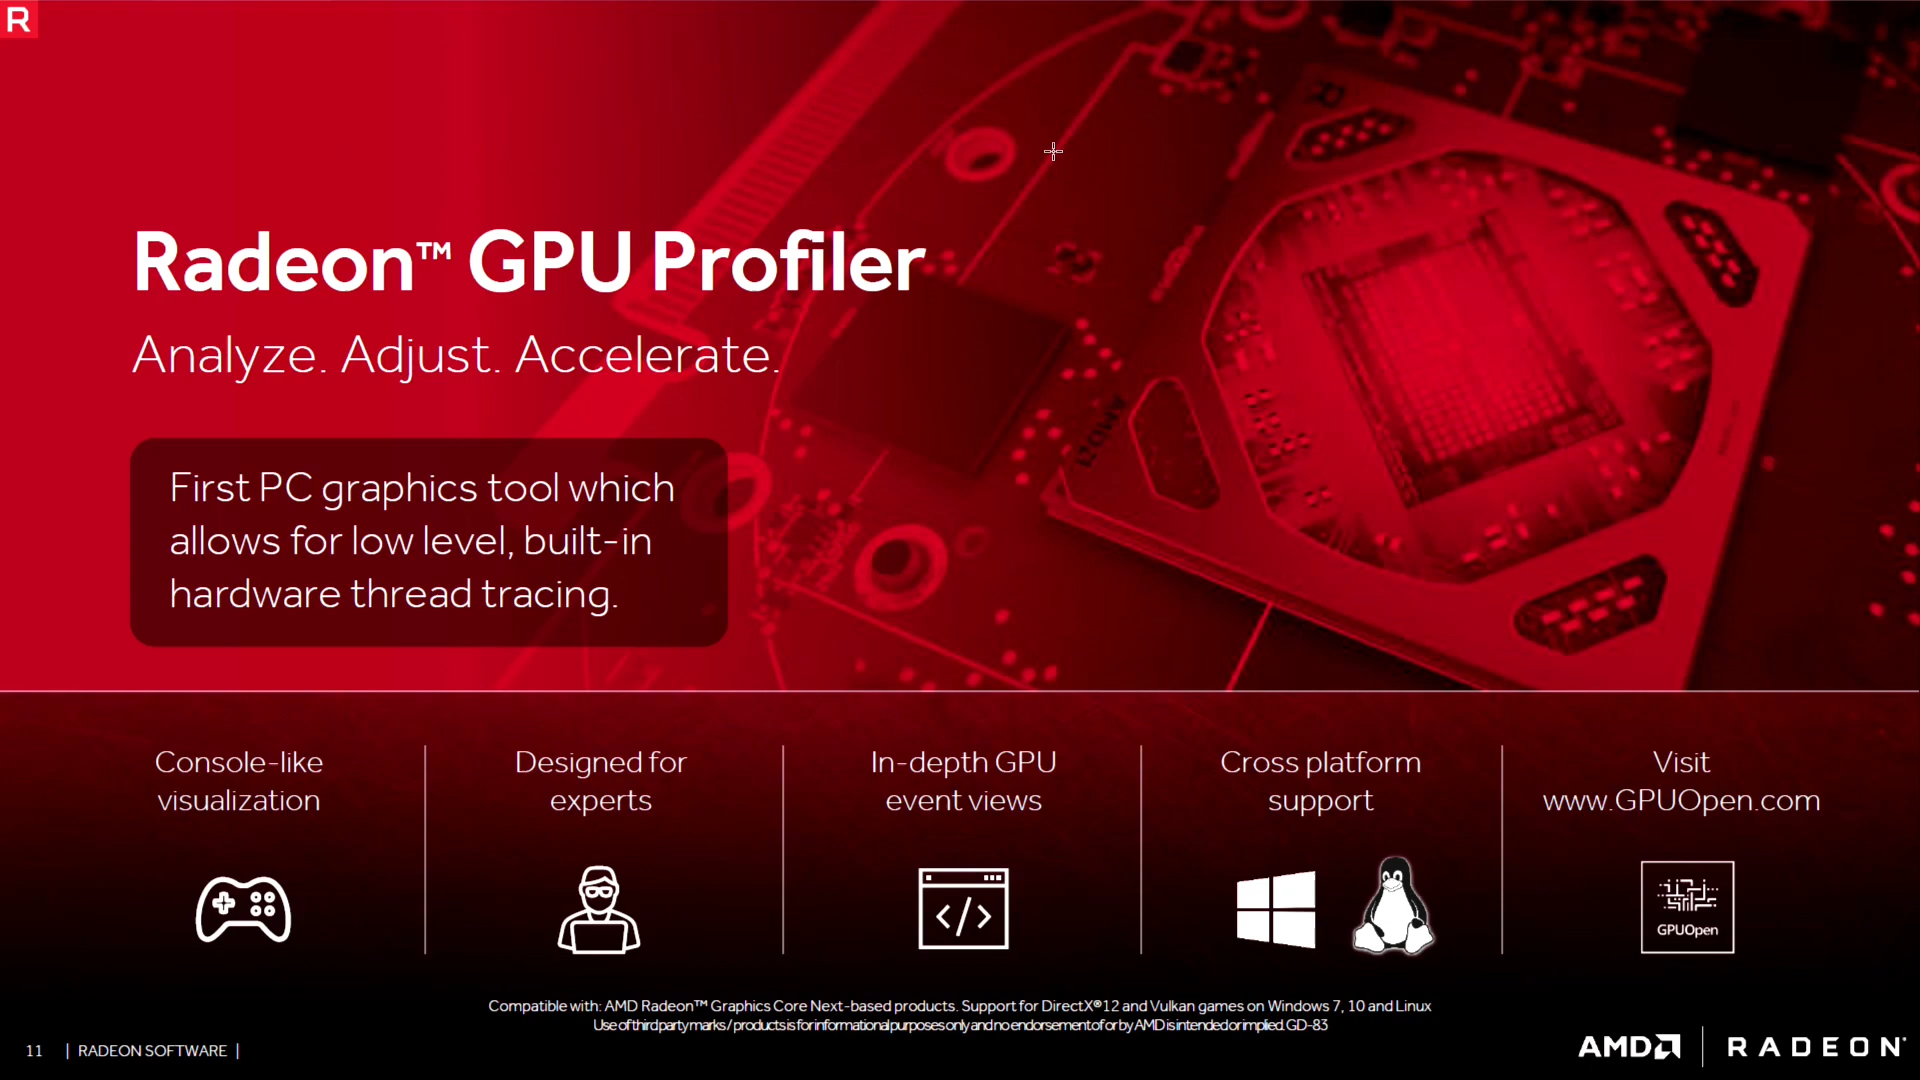 R
Radeon™ GPU Profiler
Analyze. Adjust. Accelerate.
First PC graphics tool which
allows for low level, built-in
hardware thread tracing.
Console-like
visualization
Designed for
experts
In-depth GPU
event views
</>
Cross platform
support
Visit
www.GPUOpen.com
GPUOpen
Compatible with: AMD Radeon™ Graphics Core Next-based products. Support for DirectX®12 and Vulkan games on Windows 7, 10 and Linux
Use of third party marks / products is for informational purposes only and no endorsement of or by AMD is intended or implied. GD-83
11 | RADEON SOFTWARE |
AMD | RADEON